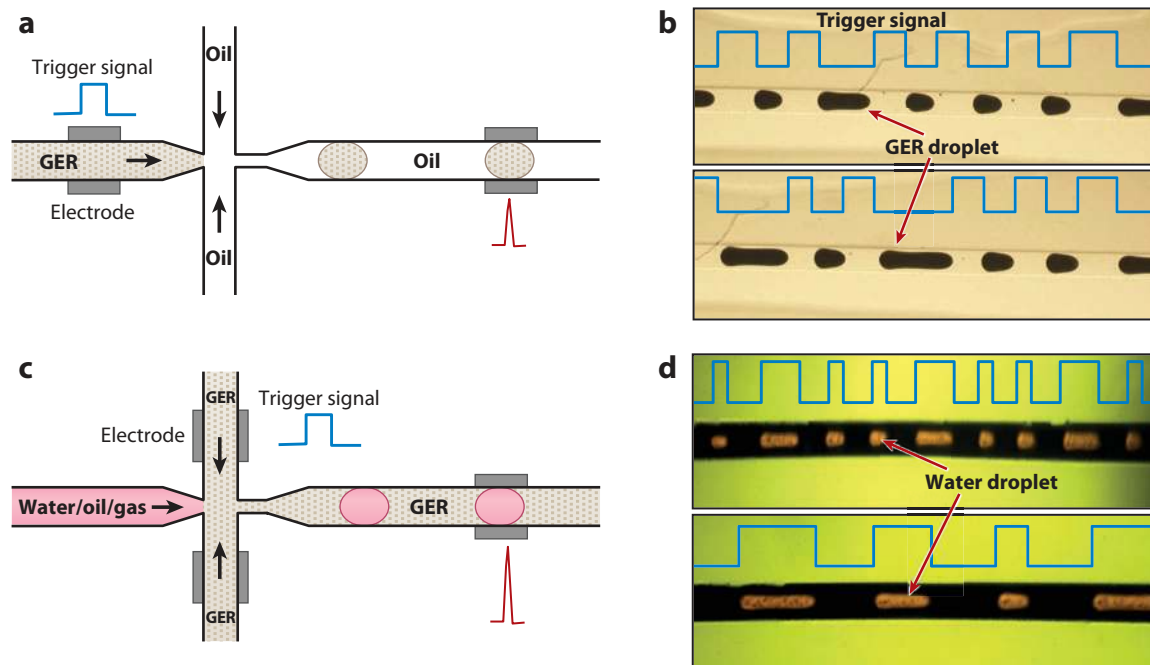 a
Oil
Trigger signal
GER
Oil
Electrode
Oil
b
Trigger signal
GER droplet
c
GER
Trigger signal
Electrode
Water/oil/gas
GER
GER
d
Water droplet